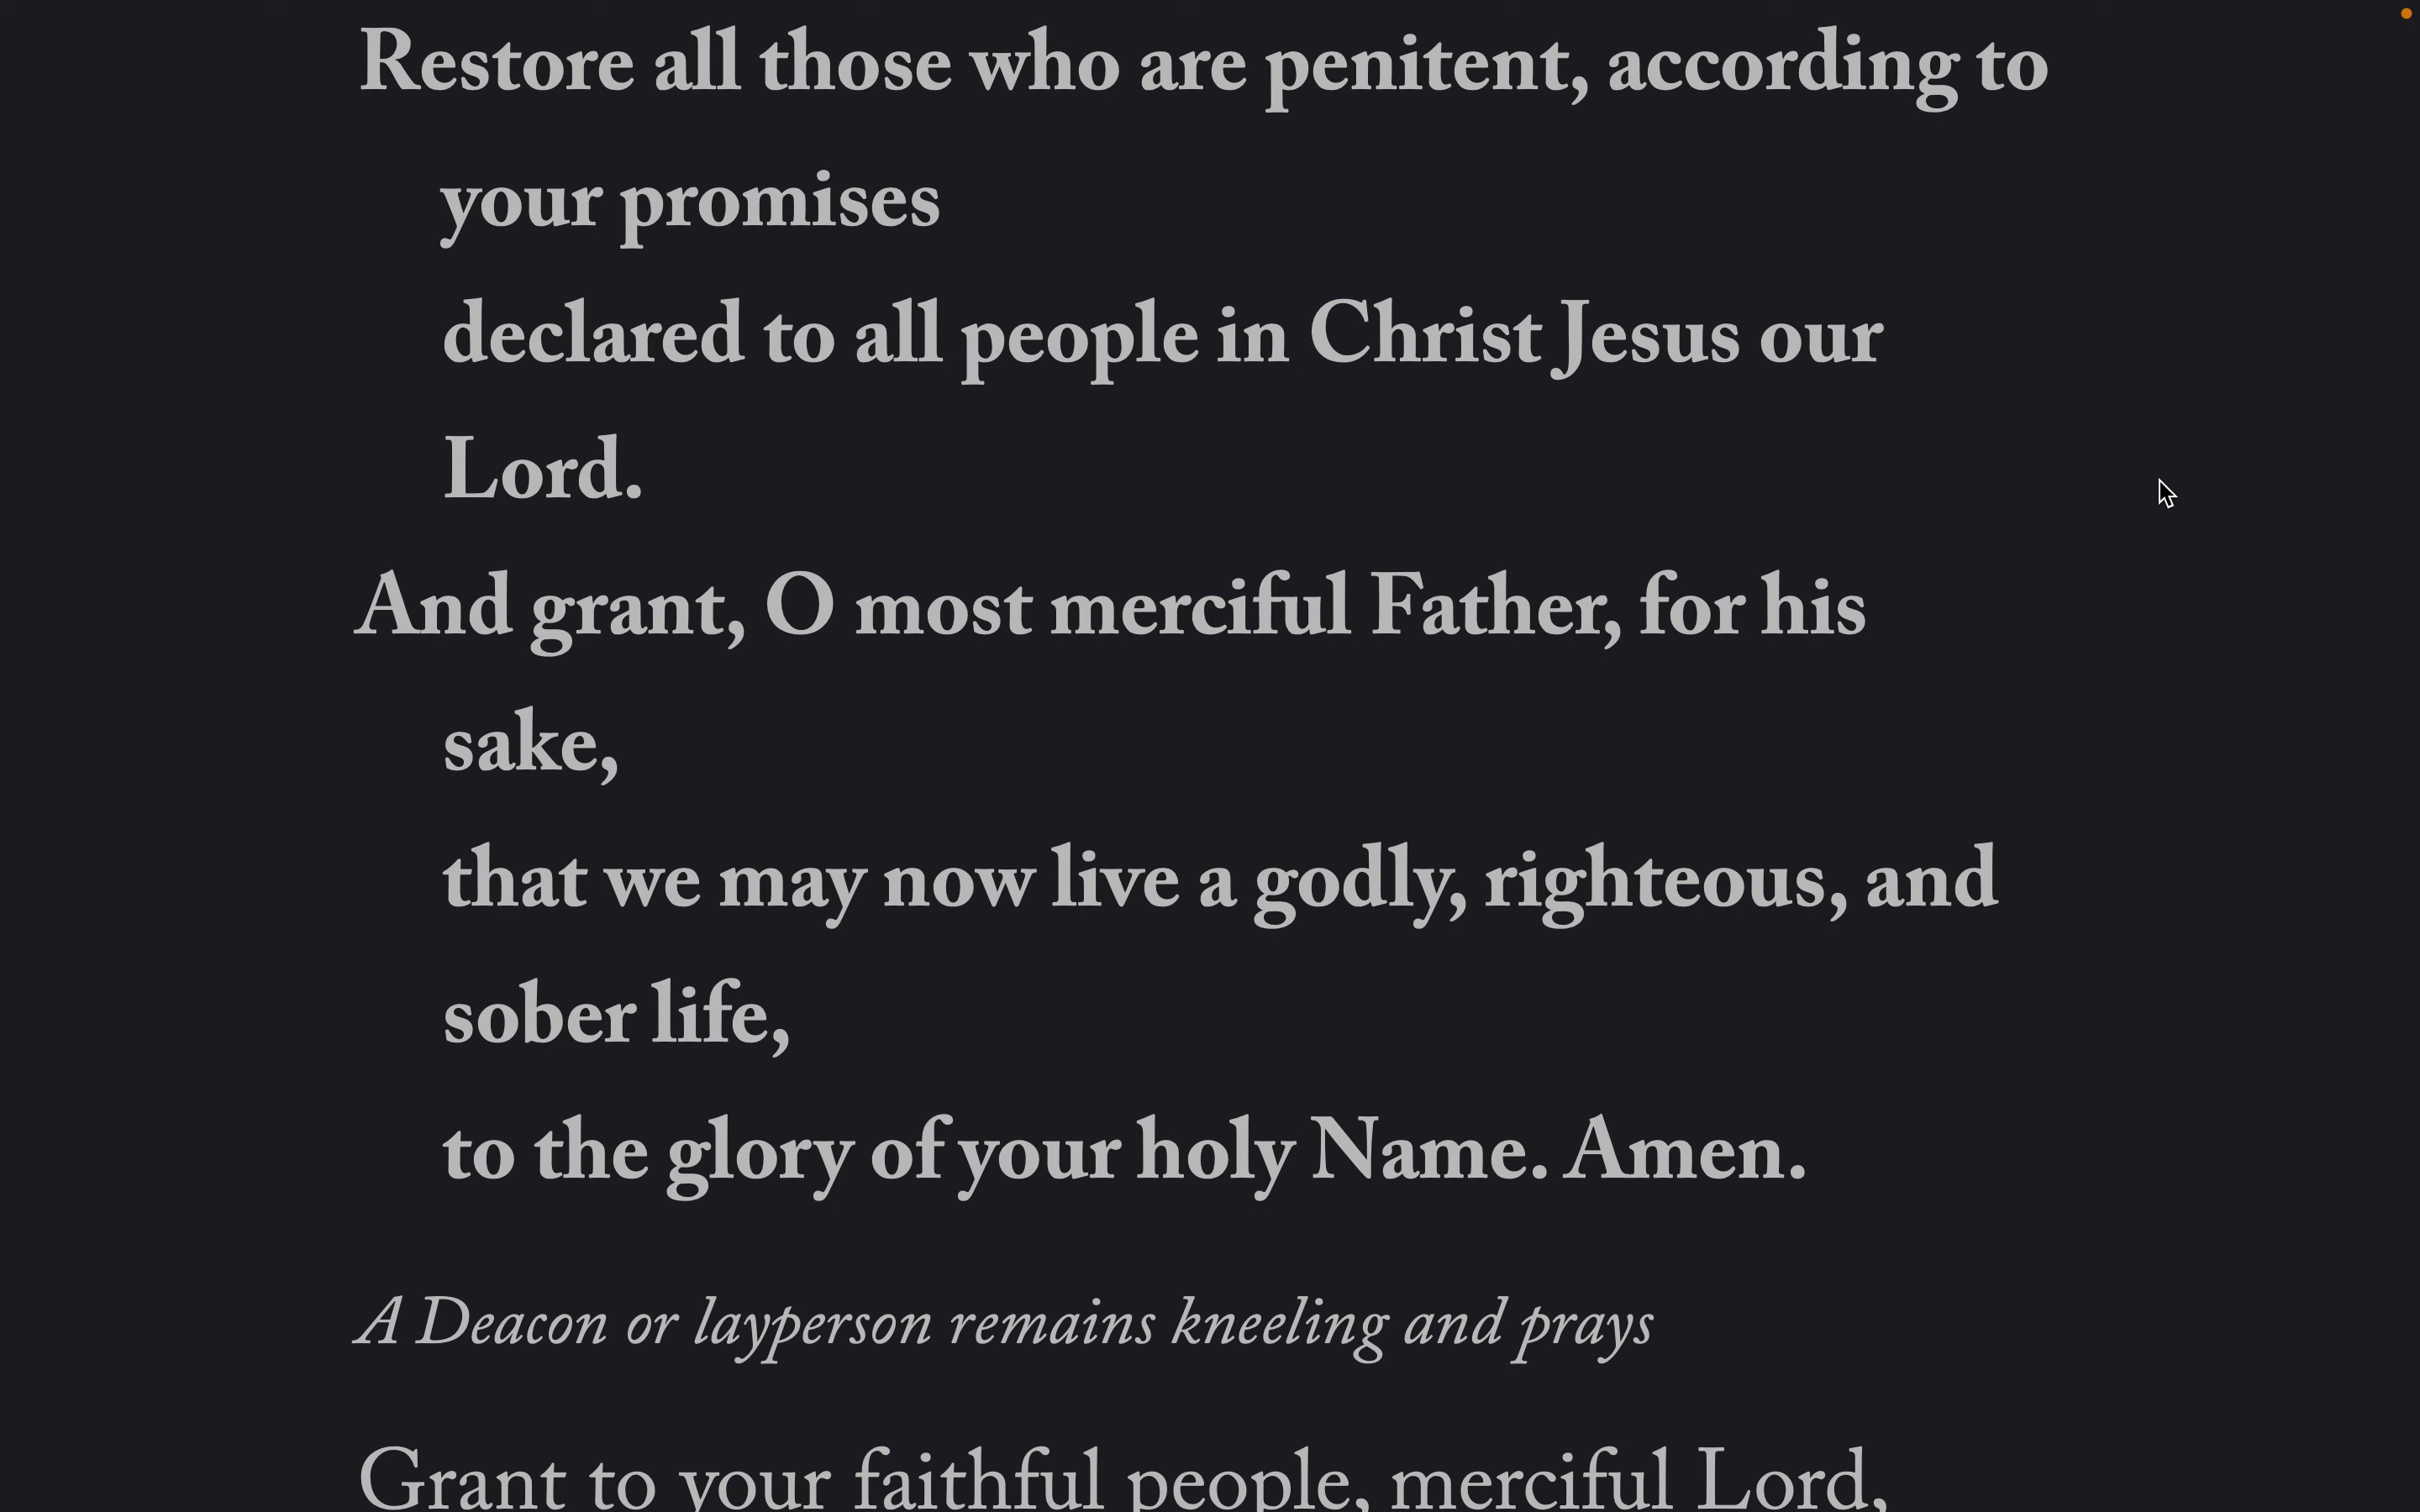 Restore all those who are penitent, according to
your promises
declared to all people in Christ Jesus our
Lord.
And grant, O most merciful Father, for his
sake,
that we may now live a godly, righteous, and
sober life,
to the glory of your holy Name. Amen.
A Deacon or layperson remains kneeling and prays
Grant to your faithful people, merciful Lord,